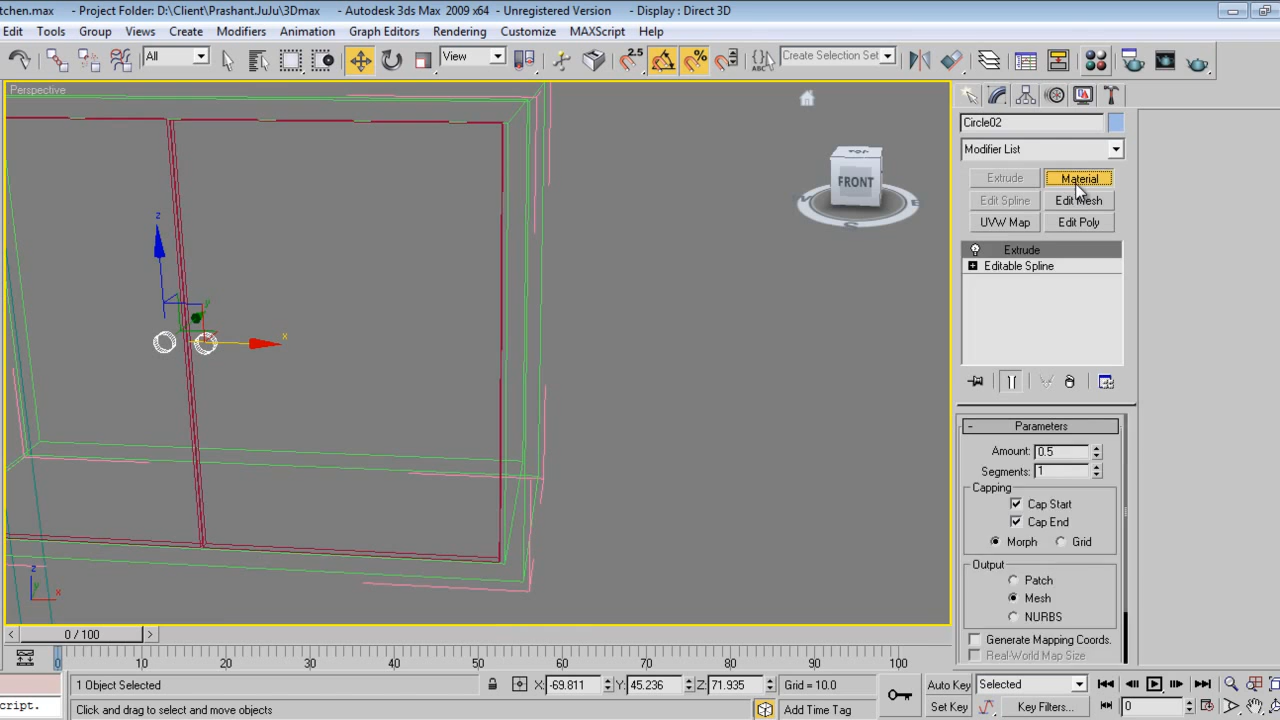 tchen.max - Project Folder: D:\Client\Prashant.JuJu\3Dmax - Autodesk 3ds Max 2009 x64 - Unregistered Version - Display : Direct 3D
Edit Tools Group Views Create Modifiers Animation Graph Editors Rendering Customize MAXScript Help
All View 2.5 ABC Create Selection Set
Perspective
TOP
FRONT
S
z
y
x
Circle02
Modifier List
Extrude Material
Edit Spline Edit Mesh
UVW Map Edit Poly
Extrude
Editable Spline
- Parameters
Amount: 0.5
Segments: 1
Capping
Cap Start
Cap End
Morph Grid
Output
Patch
Mesh
NURBS
Generate Mapping Coords.
Real-World Map Size
z
y
x
< 0 / 100 >
0 10 20 30 40 50 60 70 80 90 100
1 Object Selected X: -69.811 Y: 45.236 Z: 71.935 Grid = 10.0 Auto Key Selected
cript. Click and drag to select and move objects Add Time Tag Set Key Key Filters... 0